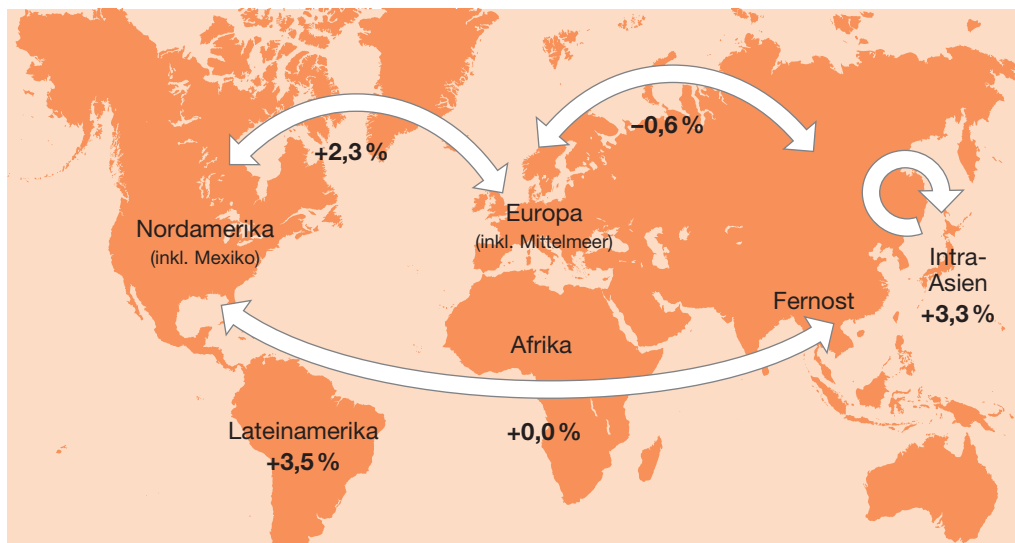 +2,3 %
−0,6 %
Nordamerika
(inkl. Mexiko)
Europa
(inkl. Mittelmeer)
Intra-
Asien
+3,3 %
Fernost
Afrika
Lateinamerika
+3,5 %
+0,0 %